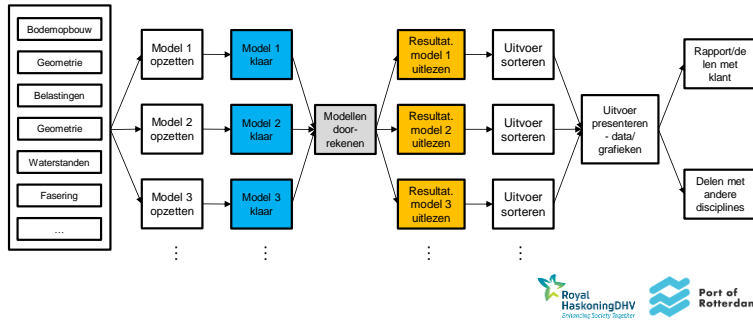 Bodemopbouw
Geometrie
Belastingen
Geometrie
Waterstanden
Fasering
...
Model 1
opzetten
Model 2
opzetten
Model 3
opzetten
Model 1
klaar
Model 2
klaar
Model 3
klaar
Modellen
door-
rekenen
Resultat.
model 1
uitlezen
Resultat.
model 2
uitlezen
Resultat.
model 3
uitlezen
Uitvoer
sorteren
Uitvoer
sorteren
Uitvoer
sorteren
Uitvoer
presenteren
- data/
grafieken
Rapport/de
len met
klant
Delen met
andere
disciplines
Royal
HaskoningDHV
Enhancing Society Together
Port of
Rotterdam